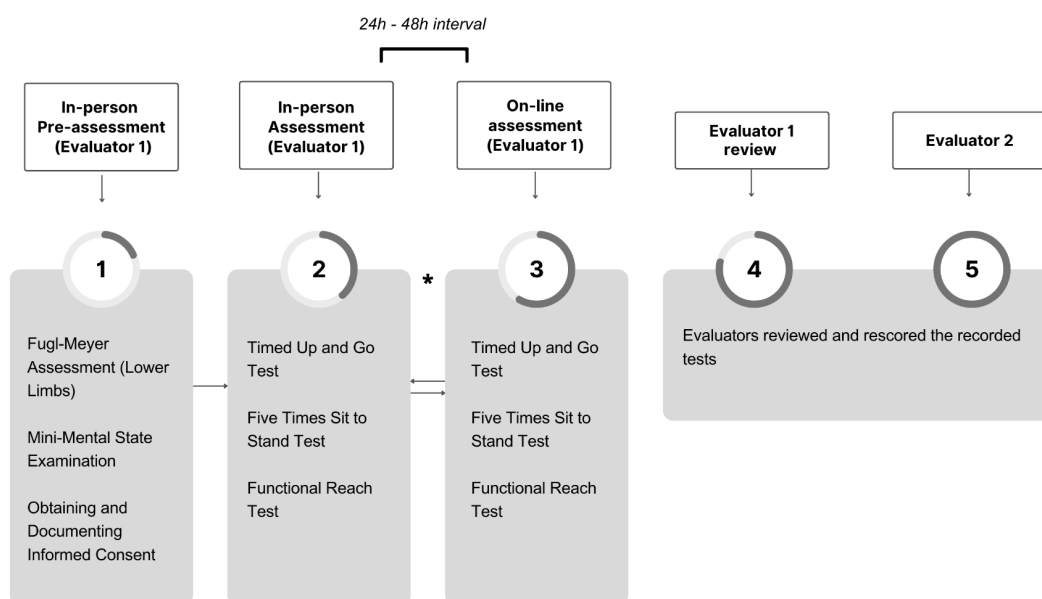 24h - 48h interval
In-person
Pre-assessment
(Evaluator 1)
In-person
Assessment
(Evaluator 1)
On-line
assessment
(Evaluator 1)
Evaluator 1
review
Evaluator 2
1
2
*
3
4
5
Fugl-Meyer
Assessment (Lower
Limbs)
Mini-Mental State
Examination
Obtaining and
Documenting
Informed Consent
Timed Up and Go
Test
Five Times Sit to
Stand Test
Functional Reach
Test
Timed Up and Go
Test
Five Times Sit to
Stand Test
Functional Reach
Test
Evaluators reviewed and rescored the recorded
tests